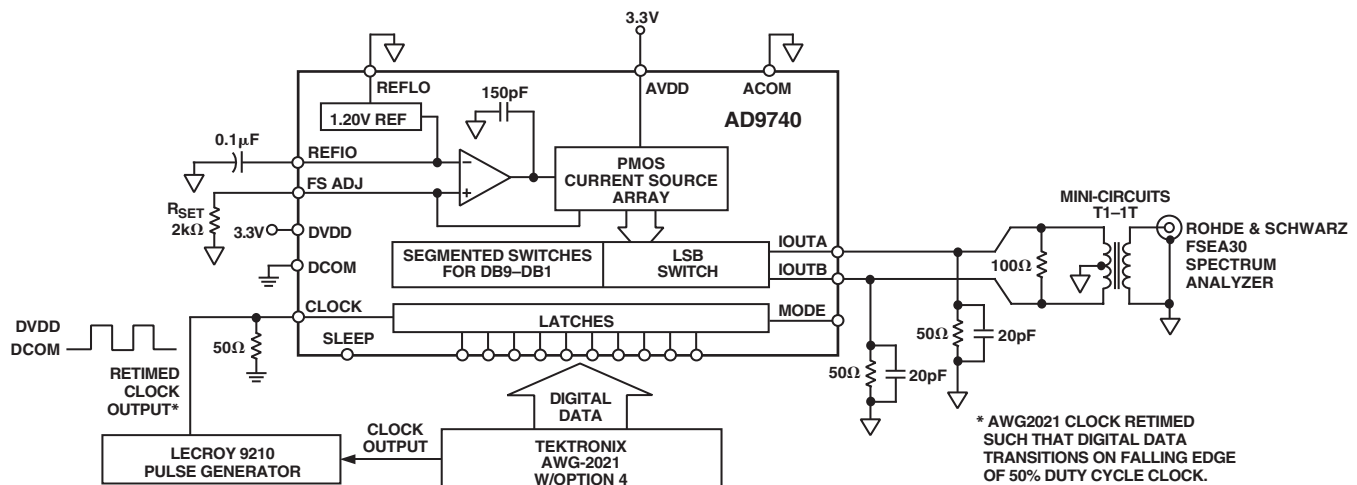 3.3V
REFLO
AVDD
ACOM
150pF
1.20V REF
AD9740
0.1µF
REFIO
PMOS
CURRENT SOURCE
ARRAY
FS ADJ
RSET
2kΩ
3.3V
DVDD
MINI-CIRCUITS
T1–1T
ROHDE & SCHWARZ
FSEA30
SPECTRUM
ANALYZER
SEGMENTED SWITCHES
FOR DB9–DB1
LSB
SWITCH
IOUTA
IOUTB
100Ω
DCOM
CLOCK
LATCHES
MODE
DVDD
DCOM
50Ω
SLEEP
50Ω
20pF
50Ω
20pF
RETIMED
CLOCK
OUTPUT*
DIGITAL
DATA
CLOCK
OUTPUT
LECROY 9210
PULSE GENERATOR
TEKTRONIX
AWG-2021
W/OPTION 4
* AWG2021 CLOCK RETIMED
SUCH THAT DIGITAL DATA
TRANSITIONS ON FALLING EDGE
OF 50% DUTY CYCLE CLOCK.